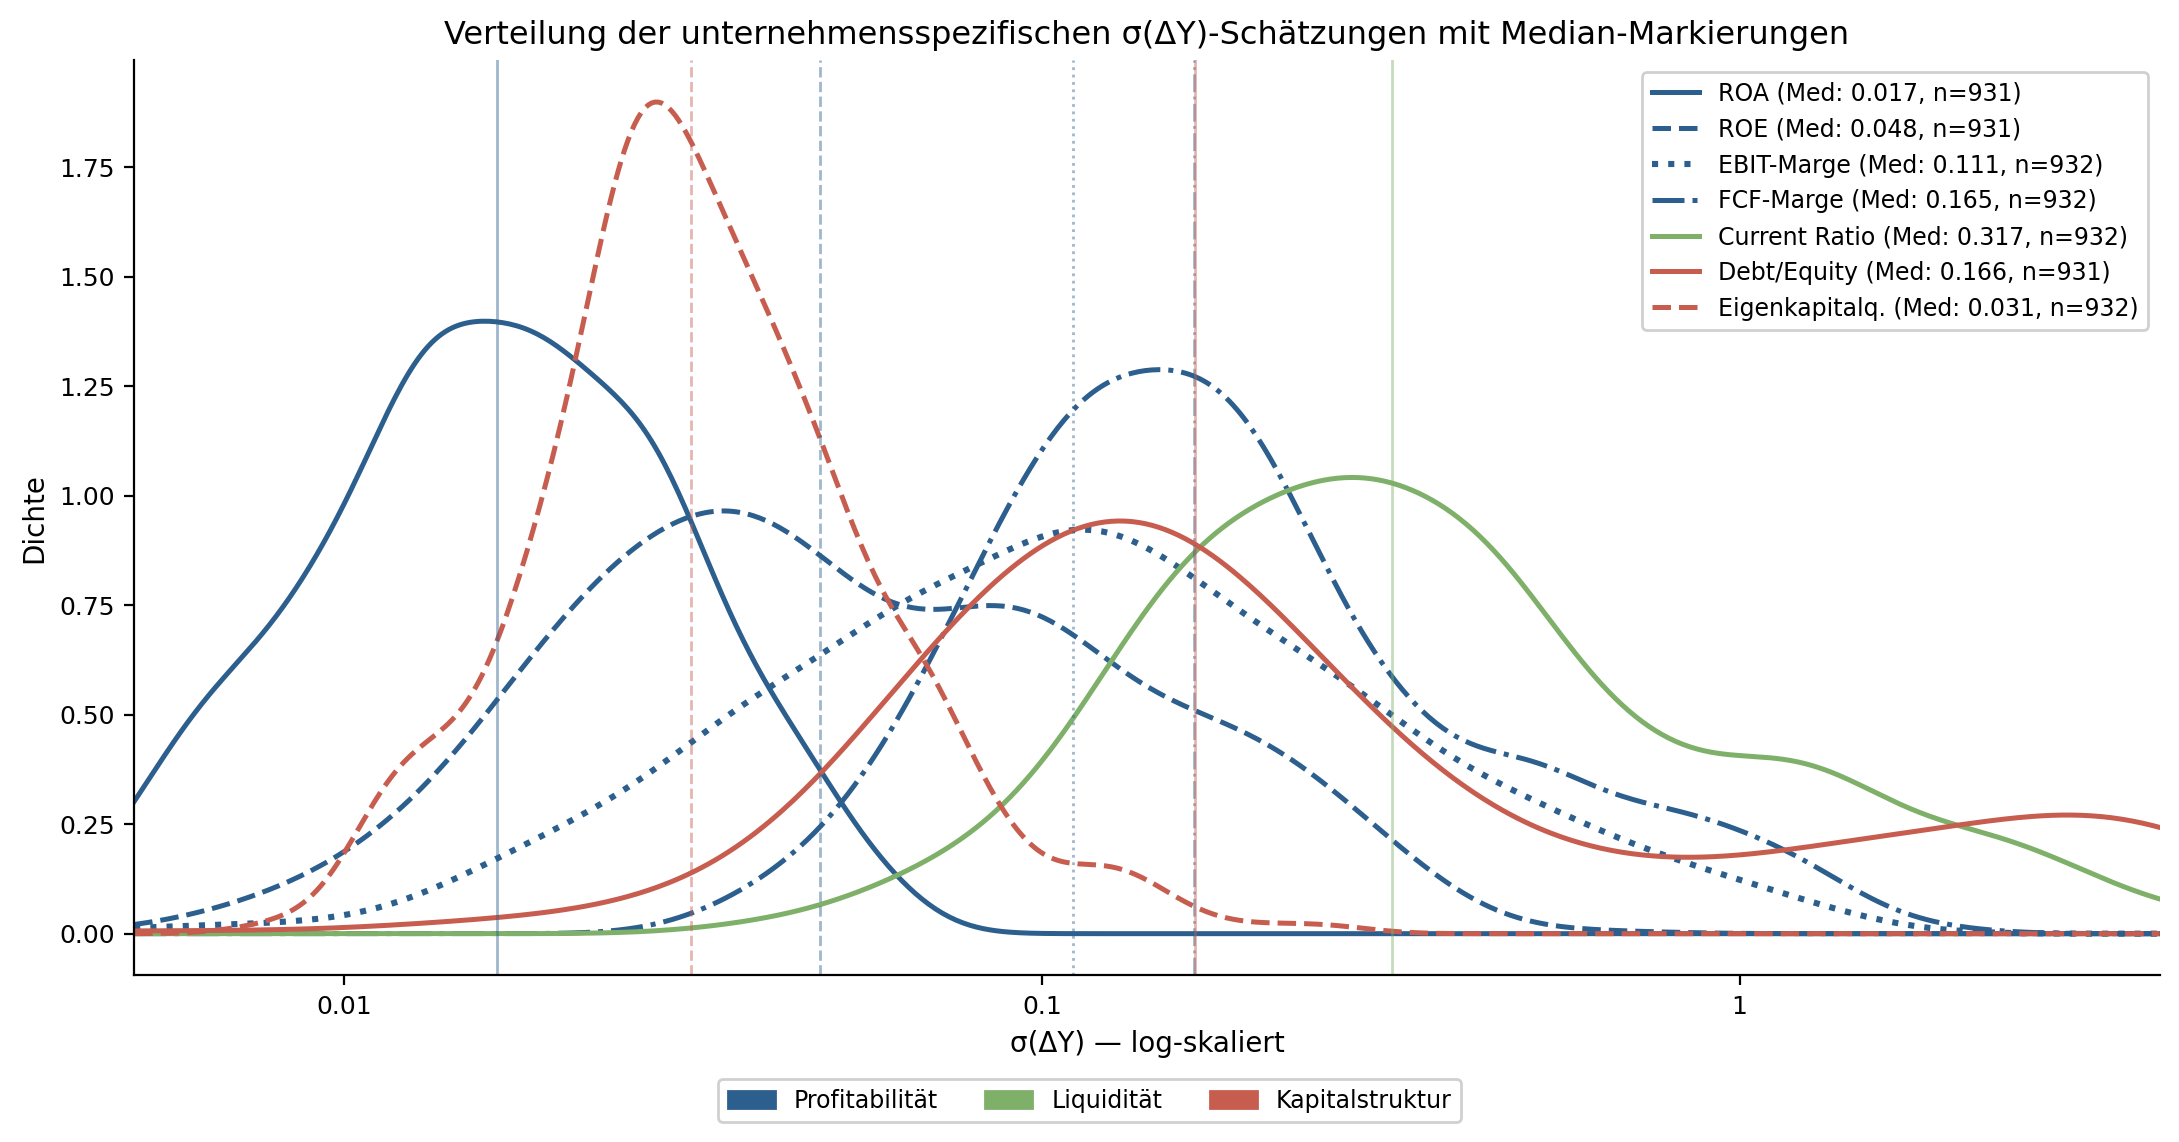 Verteilung der unternehmensspezifischen σ(ΔY)-Schätzungen mit Median-Markierungen
ROA (Med: 0.017, n=931)
ROE (Med: 0.048, n=931)
EBIT-Marge (Med: 0.111, n=932)
FCF-Marge (Med: 0.165, n=932)
Current Ratio (Med: 0.317, n=932)
Debt/Equity (Med: 0.166, n=931)
Eigenkapitalq. (Med: 0.031, n=932)
Dichte
1.75
1.50
1.25
1.00
0.75
0.50
0.25
0.00
0.01 0.1 1
σ(ΔY) — log-skaliert
Profitabilität Liquidität Kapitalstruktur